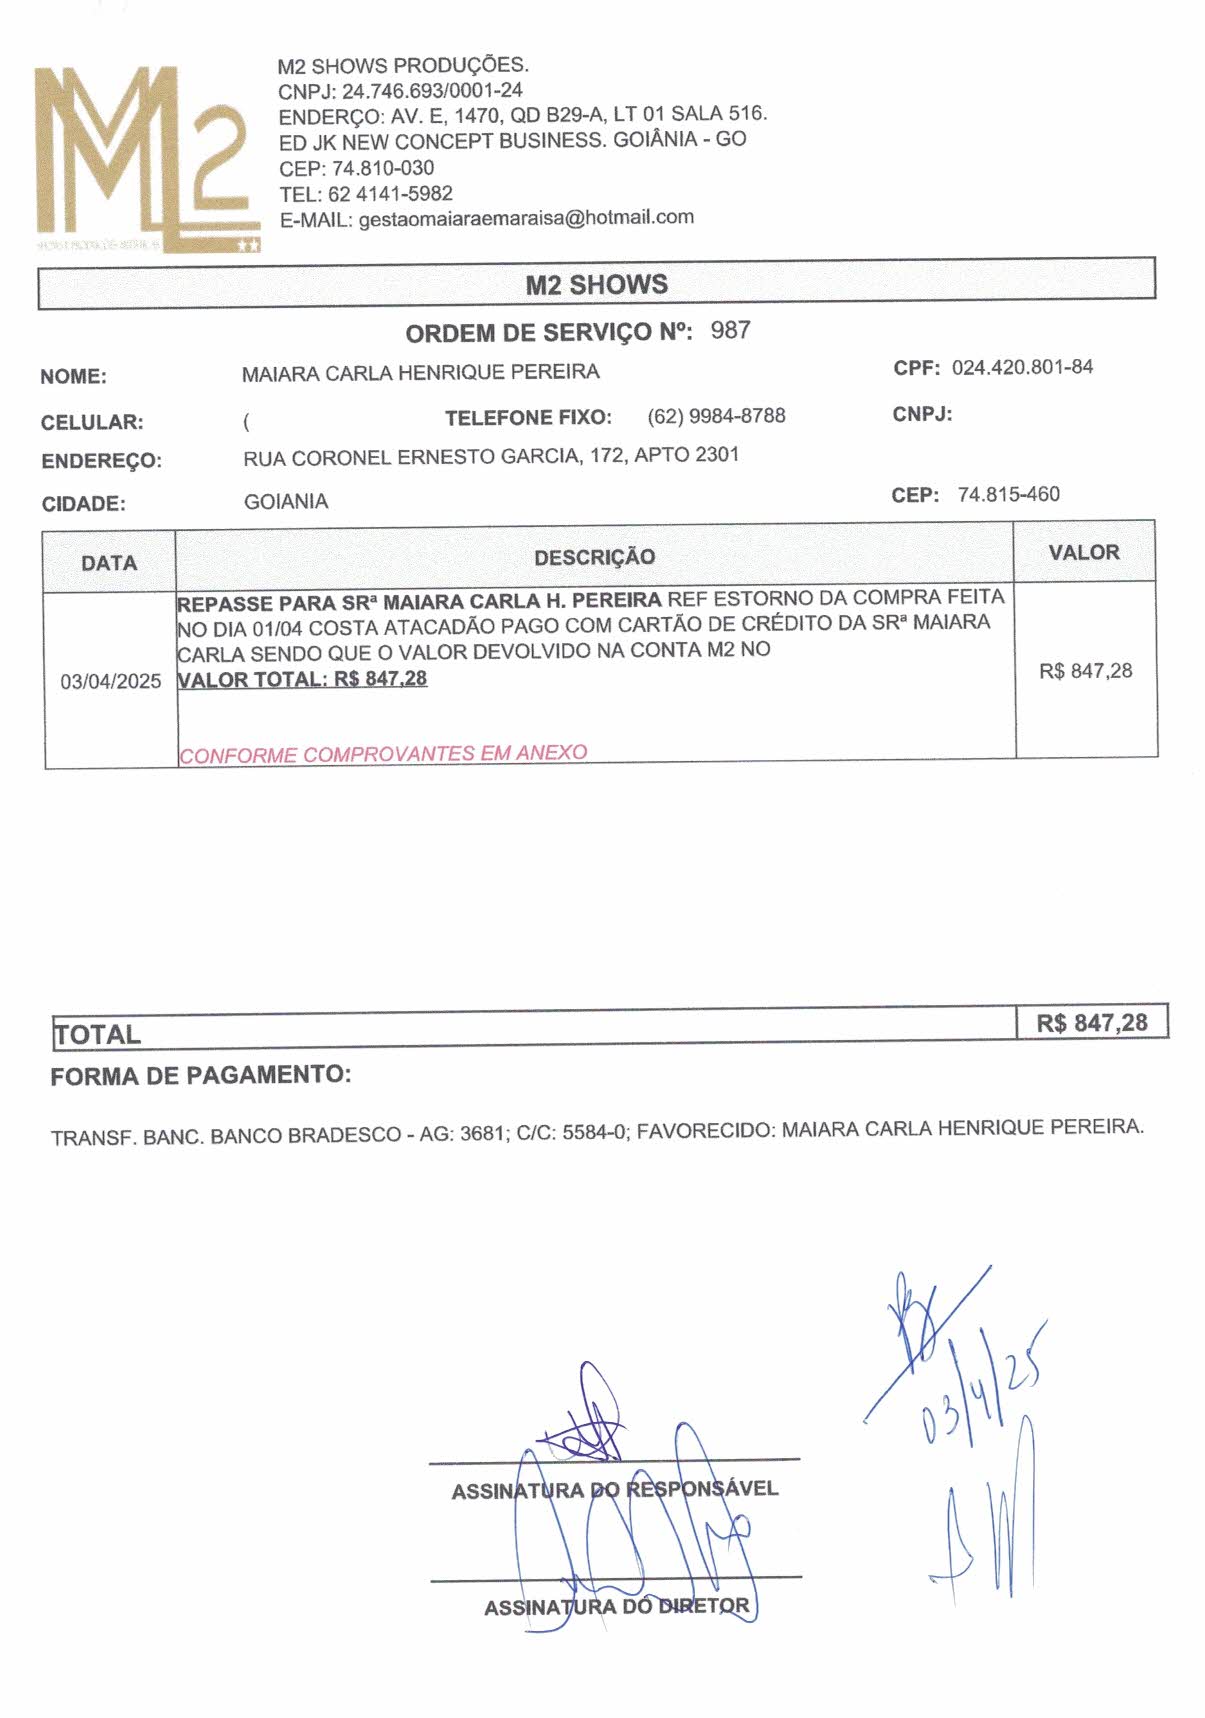 M2 SHOWS PRODUÇÕES.
CNPJ: 24.746.693/0001-24
ENDERÇO: AV. E, 1470, QD B29-A, LT 01 SALA 516.
ED JK NEW CONCEPT BUSINESS. GOIÂNIA - GO
CEP: 74.810-030
TEL: 62 4141-5982
E-MAIL: gestaomaiaraemaraisa@hotmail.com
M2
M2 SHOWS
ORDEM DE SERVIÇO Nº: 987
NOME: MAIARA CARLA HENRIQUE PEREIRA CPF: 024.420.801-84
CELULAR: ( TELEFONE FIXO: (62) 9984-8788 CNPJ:
ENDEREÇO: RUA CORONEL ERNESTO GARCIA, 172, APTO 2301
CIDADE: GOIANIA CEP: 74.815-460
DATA DESCRIÇÃO VALOR
REPASSE PARA SRª MAIARA CARLA H. PEREIRA REF ESTORNO DA COMPRA FEITA
NO DIA 01/04 COSTA ATACADÃO PAGO COM CARTÃO DE CRÉDITO DA SRª MAIARA
CARLA SENDO QUE O VALOR DEVOLVIDO NA CONTA M2 NO
03/04/2025 VALOR TOTAL: R$ 847,28 R$ 847,28
CONFORME COMPROVANTES EM ANEXO
TOTAL R$ 847,28
FORMA DE PAGAMENTO:
TRANSF. BANC. BANCO BRADESCO - AG: 3681; C/C: 5584-0; FAVORECIDO: MAIARA CARLA HENRIQUE PEREIRA.
03/4/25
ASSINATURA DO RESPONSÁVEL
ASSINATURA DO DIRETOR